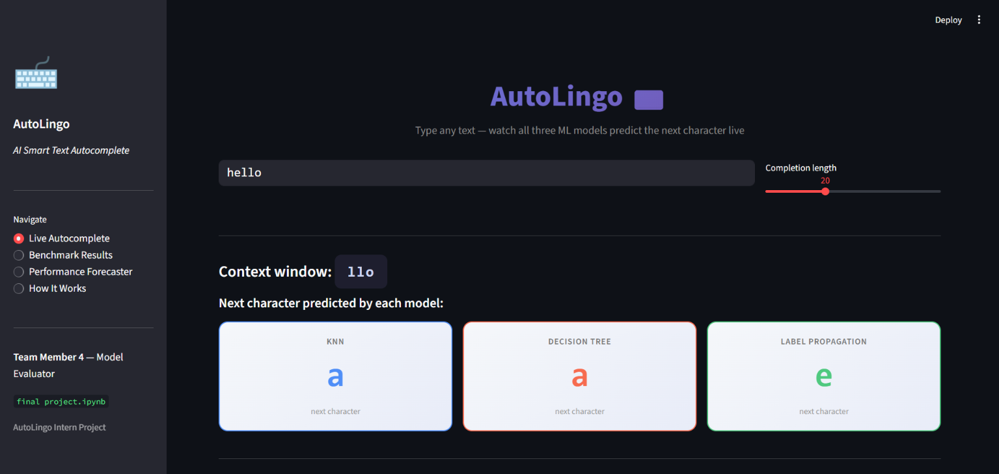 Deploy
AutoLingo
AI Smart Text Autocomplete
Navigate
Live Autocomplete
Benchmark Results
Performance Forecaster
How It Works
Team Member 4 — Model
Evaluator
final project.ipynb
AutoLingo Intern Project
AutoLingo
Type any text — watch all three ML models predict the next character live
hello
Completion length
20
Context window: llo
Next character predicted by each model:
KNN
a
next character
DECISION TREE
a
next character
LABEL PROPAGATION
e
next character